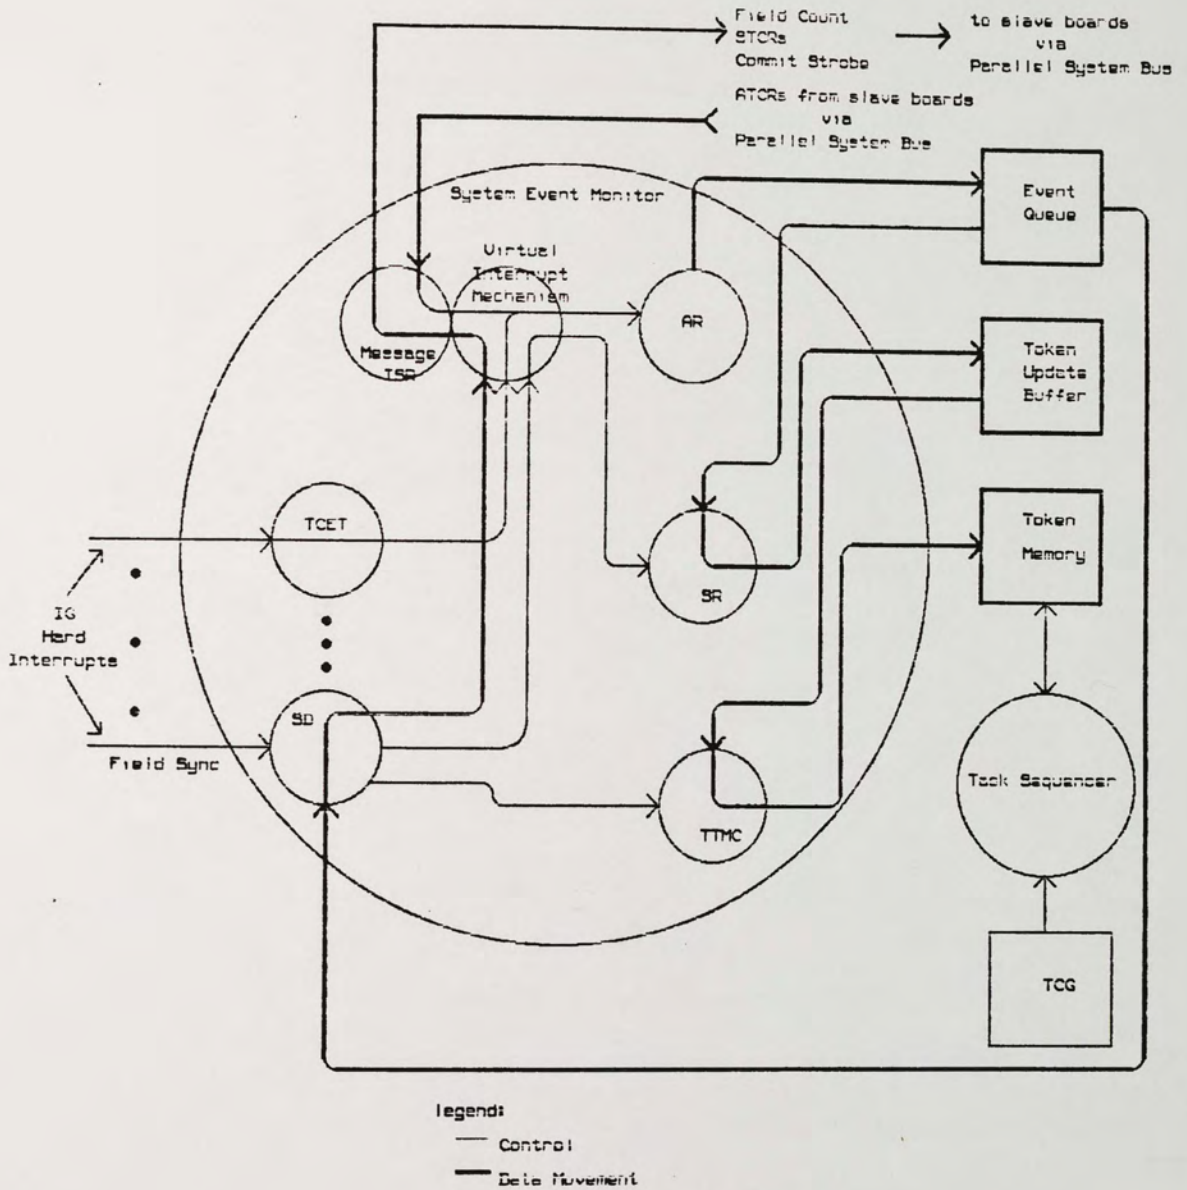 Field Count
STCRs
Commit Strobe
to slave boards
via
Parallel System Bus
ATCRs from slave boards
via
Parallel System Bus
System Event Monitor
Event
Queue
Virtual
Interrupt
Mechanism
AR
Message
ISR
Token
Update
Buffer
TCET
Token
Memory
SR
IG
Hard
Interrupts
SD
Field Sync
TTMC
Task Sequencer
TCG
legend:
Control
Data Movement